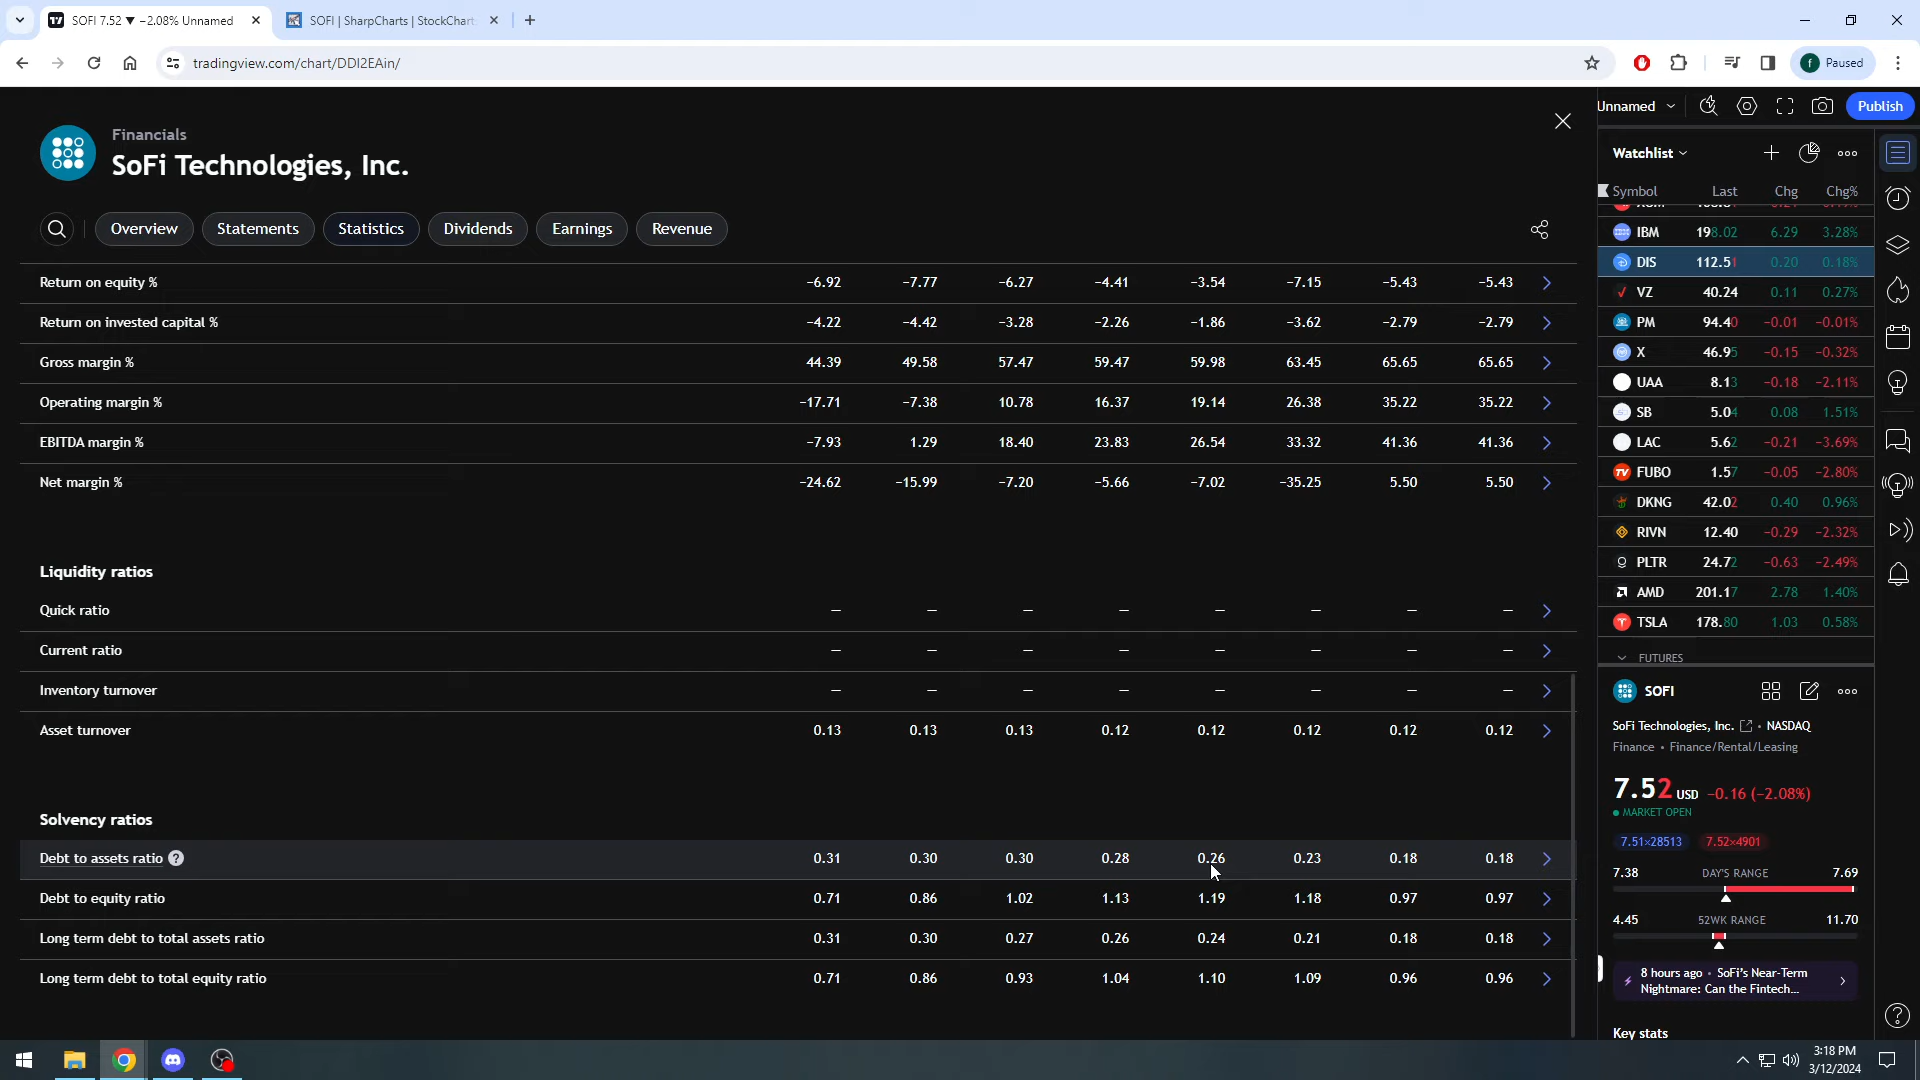 SOFI 7.52 ▼ −2.08% Unnamed
SOFI | SharpCharts | StockChart
tradingview.com/chart/DDI2EAin/
f Paused
Unnamed
Publish
Financials
SoFi Technologies, Inc.
Overview Statements Statistics Dividends Earnings Revenue
Return on equity % −6.92 −7.77 −6.27 −4.41 −3.54 −7.15 −5.43 −5.43
Return on invested capital % −4.22 −4.42 −3.28 −2.26 −1.86 −3.62 −2.79 −2.79
Gross margin % 44.39 49.58 57.47 59.47 59.98 63.45 65.65 65.65
Operating margin % −17.71 −7.38 10.78 16.37 19.14 26.38 35.22 35.22
EBITDA margin % −7.93 1.29 18.40 23.83 26.54 33.32 41.36 41.36
Net margin % −24.62 −15.99 −7.20 −5.66 −7.02 −35.25 5.50 5.50
Liquidity ratios
Quick ratio — — — — — — — —
Current ratio — — — — — — — —
Inventory turnover — — — — — — — —
Asset turnover 0.13 0.13 0.13 0.12 0.12 0.12 0.12 0.12
Solvency ratios
Debt to assets ratio ? 0.31 0.30 0.30 0.28 0.26 0.23 0.18 0.18
Debt to equity ratio 0.71 0.86 1.02 1.13 1.19 1.18 0.97 0.97
Long term debt to total assets ratio 0.31 0.30 0.27 0.26 0.24 0.21 0.18 0.18
Long term debt to total equity ratio 0.71 0.86 0.93 1.04 1.10 1.09 0.96 0.96
Watchlist
Symbol Last Chg Chg%
IBM 198.02 6.29 3.28%
DIS 112.51 0.20 0.18%
VZ 40.24 0.11 0.27%
PM 94.40 −0.01 −0.01%
X 46.95 −0.15 −0.32%
UAA 8.13 −0.18 −2.11%
SB 5.04 0.08 1.51%
LAC 5.62 −0.21 −3.69%
FUBO 1.57 −0.05 −2.80%
DKNG 42.02 0.40 0.96%
RIVN 12.40 −0.29 −2.32%
PLTR 24.72 −0.63 −2.49%
AMD 201.17 2.78 1.40%
TSLA 178.80 1.03 0.58%
FUTURES
SOFI
SoFi Technologies, Inc. • NASDAQ
Finance • Finance/Rental/Leasing
7.52 USD −0.16 (−2.08%)
MARKET OPEN
7.51×28513 7.52×4901
7.38 DAY'S RANGE 7.69
4.45 52WK RANGE 11.70
8 hours ago • SoFi's Near-Term
Nightmare: Can the Fintech...
Key stats
3:18 PM
3/12/2024